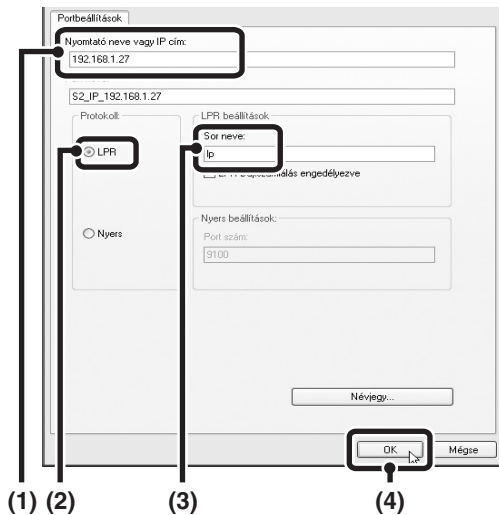 Portbeállítások
Nyomtató neve vagy IP cím:
192.168.1.27
S2_IP_192.168.1.27
Protokoll:
LPR beállítások
LPR
Sor neve:
lp
engedélyezve
Nyers beállítások:
Nyers
Port szám:
9100
Névjegy...
OK
Mégse
(1) (2) (3) (4)